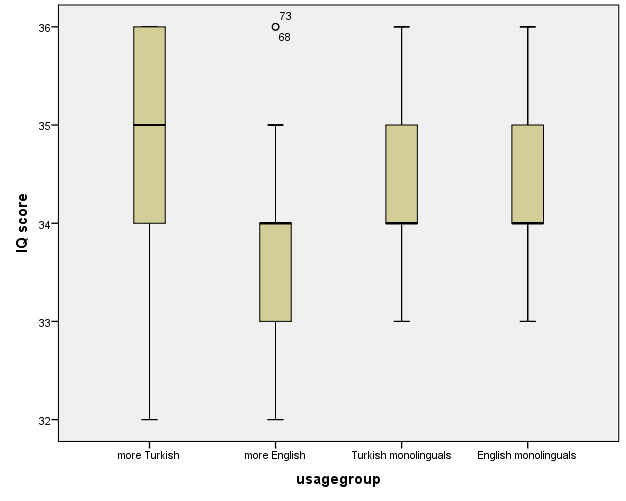 73
36
68
35
34
33
32
IQ score
more Turkish
more English
Turkish monolinguals
English monolinguals
usagegroup